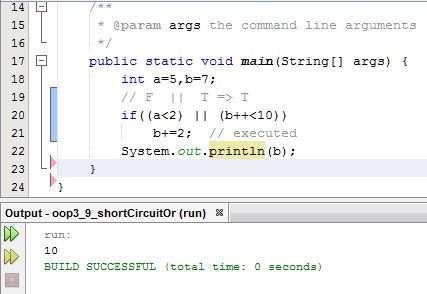 14 /**
15 * @param args the command line arguments
16 */
17 public static void main(String[] args) {
18 int a=5,b=7;
19 // F || T => T
20 if((a<2) || (b++<10))
21 b+=2; // executed
22 System.out.println(b);
23 }
24 }
Output - oop3_9_shortCircuitOr (run)
run:
10
BUILD SUCCESSFUL (total time: 0 seconds)